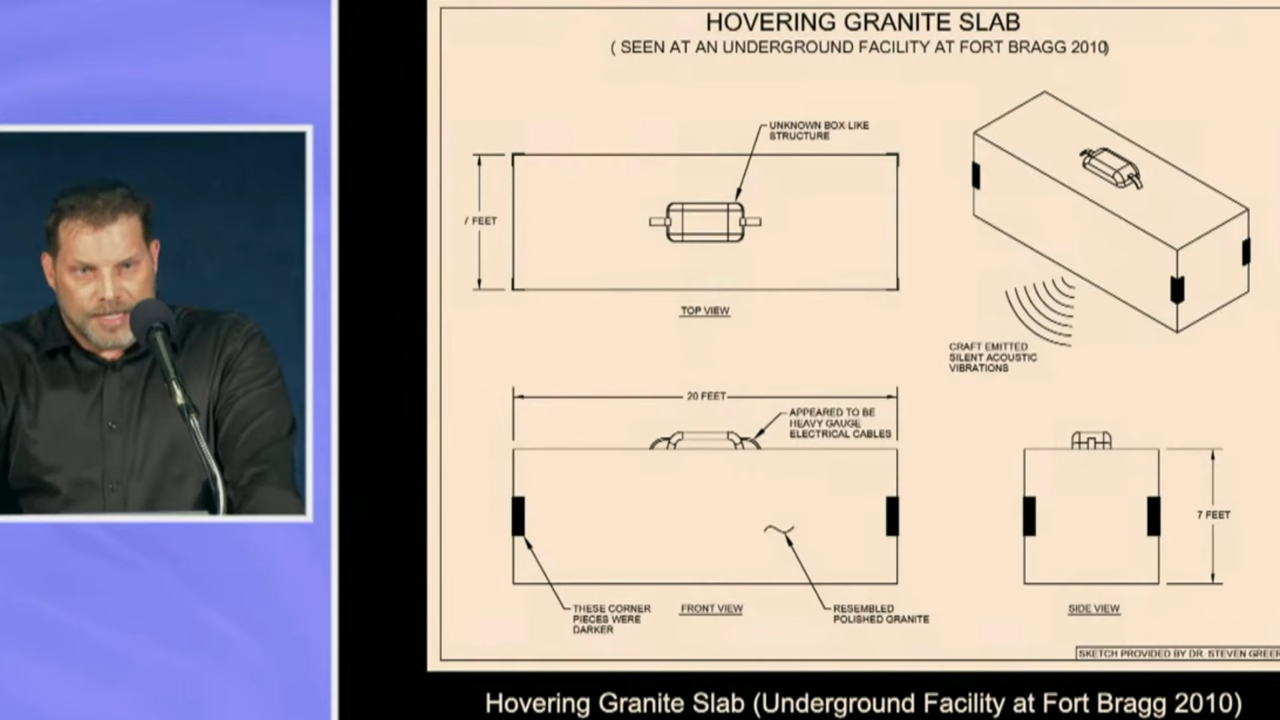 HOVERING GRANITE SLAB
( SEEN AT AN UNDERGROUND FACILITY AT FORT BRAGG 2010)
UNKNOWN BOX LIKE
STRUCTURE
/ FEET
TOP VIEW
CRAFT EMITTED
SILENT ACOUSTIC
VIBRATIONS
20 FEET
APPEARED TO BE
HEAVY GAUGE
ELECTRICAL CABLES
7 FEET
THESE CORNER
PIECES WERE
DARKER
FRONT VIEW
RESEMBLED
POLISHED GRANITE
SIDE VIEW
SKETCH PROVIDED BY DR. STEVEN GREER
Hovering Granite Slab (Underground Facility at Fort Bragg 2010)